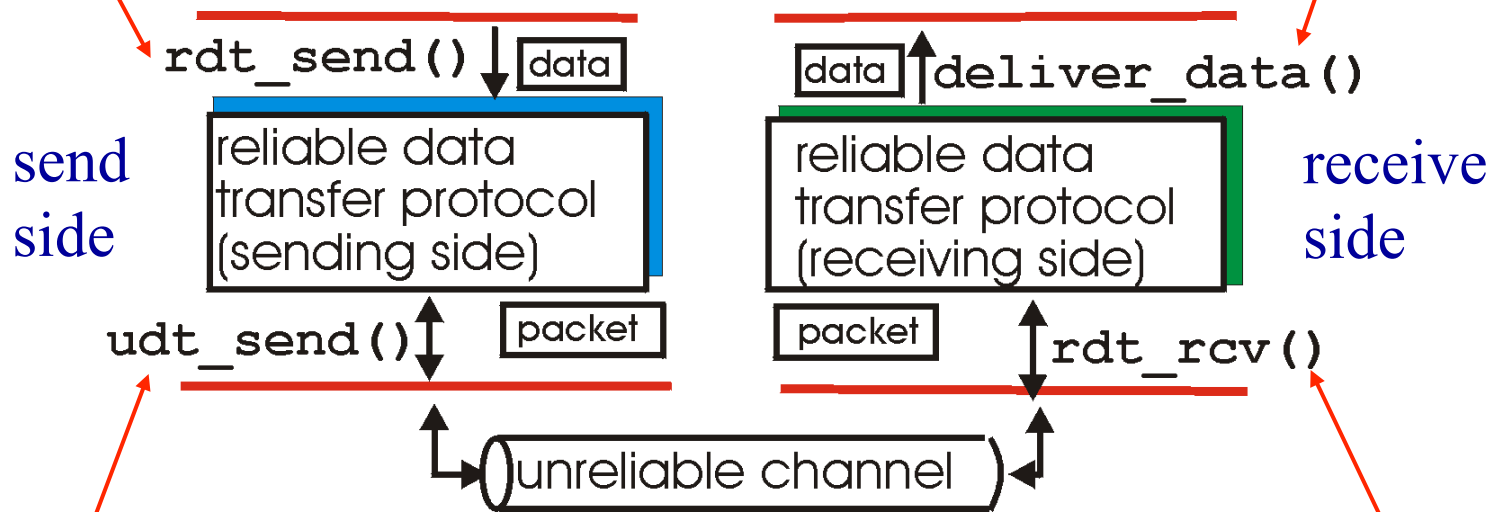 rdt_send()
data
data
deliver_data()
send
side
reliable data
transfer protocol
(sending side)
reliable data
transfer protocol
(receiving side)
receive
side
udt_send()
packet
packet
rdt_rcv()
unreliable channel